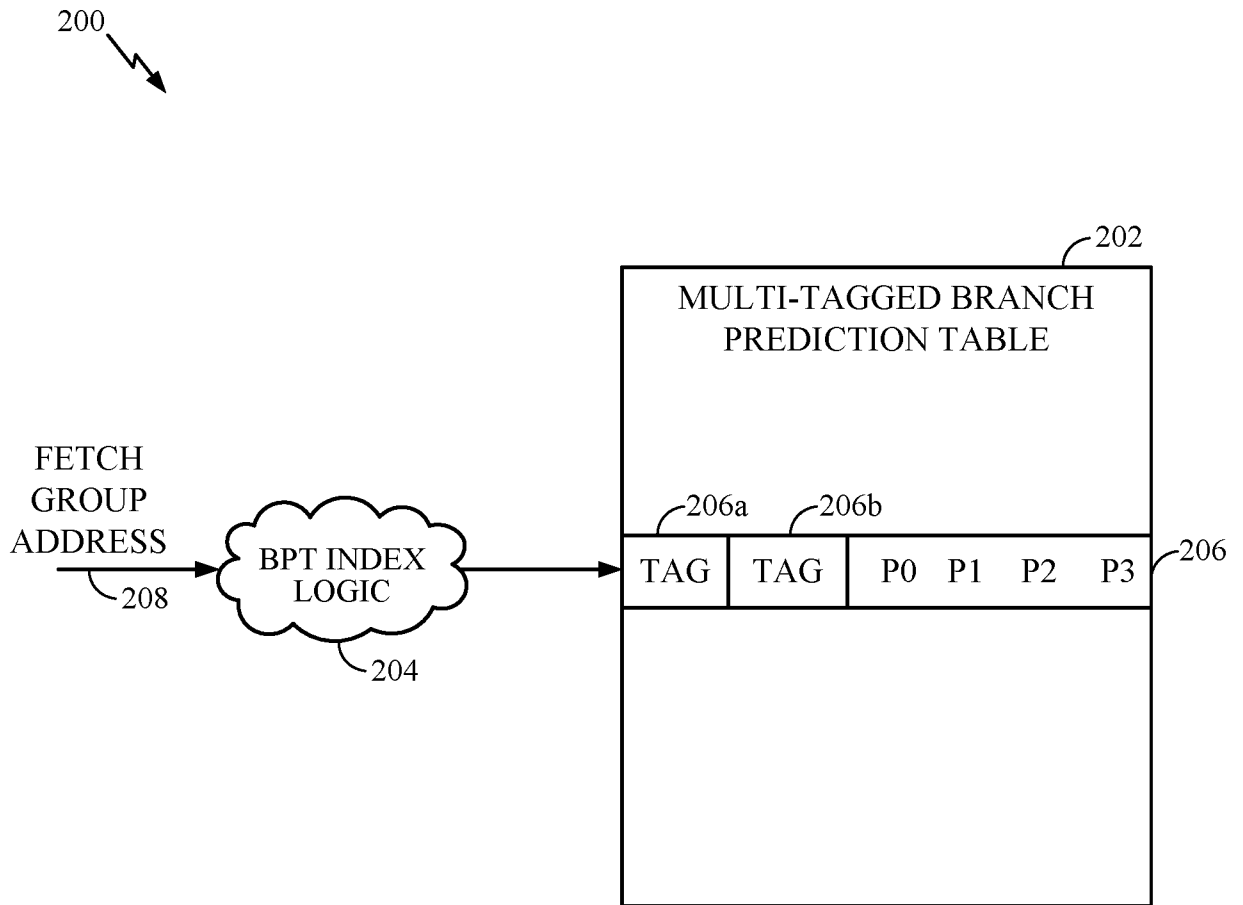 200
202
MULTI-TAGGED BRANCH
PREDICTION TABLE
FETCH
GROUP
ADDRESS
208
BPT INDEX
LOGIC
204
206a
206b
TAG
TAG
P0 P1 P2 P3
206